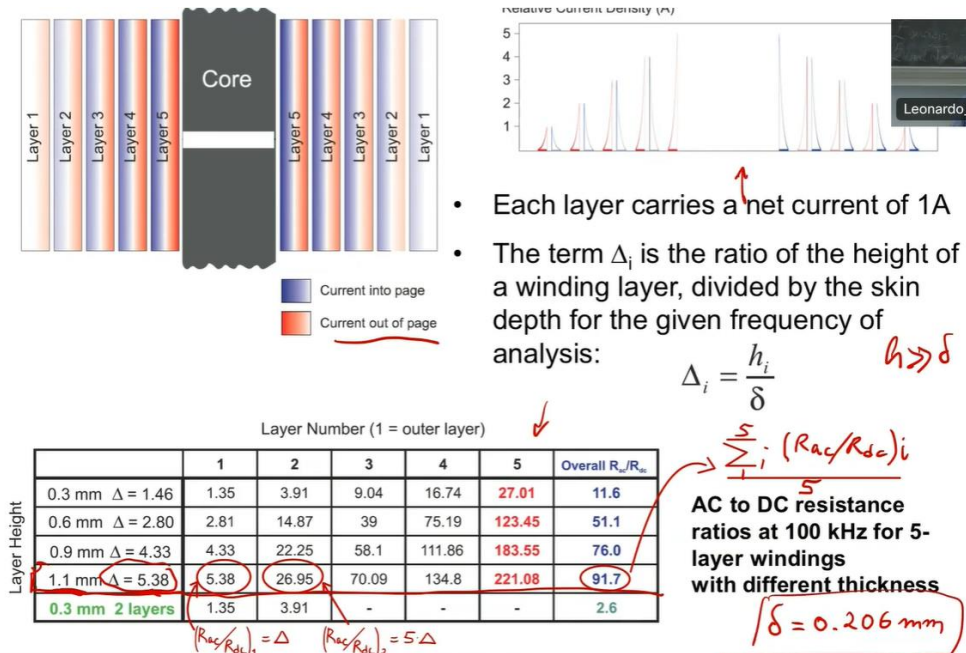 Relative Current Density (A)
5
4
3
2
1
Leonardo_
Core
Layer 1
Layer 2
Layer 3
Layer 4
Layer 5
Layer 5
Layer 4
Layer 3
Layer 2
Layer 1
Current into page
Current out of page
• Each layer carries a net current of 1A
• The term Δi is the ratio of the height of
a winding layer, divided by the skin
depth for the given frequency of
analysis:
h≫δ
Δi = hi / δ
Layer Number (1 = outer layer)
1 2 3 4 5 Overall Rac/Rdc
Layer Height
0.3 mm Δ = 1.46 1.35 3.91 9.04 16.74 27.01 11.6
0.6 mm Δ = 2.80 2.81 14.87 39 75.19 123.45 51.1
0.9 mm Δ = 4.33 4.33 22.25 58.1 111.86 183.55 76.0
1.1 mm Δ = 5.38 5.38 26.95 70.09 134.8 221.08 91.7
0.3 mm 2 layers 1.35 3.91 - - - 2.6
(Rac/Rdc)1 = Δ (Rac/Rdc)2 = 5·Δ
5
Σi (Rac/Rdc)i
1
5
AC to DC resistance
ratios at 100 kHz for 5-
layer windings
with different thickness
δ = 0.206 mm